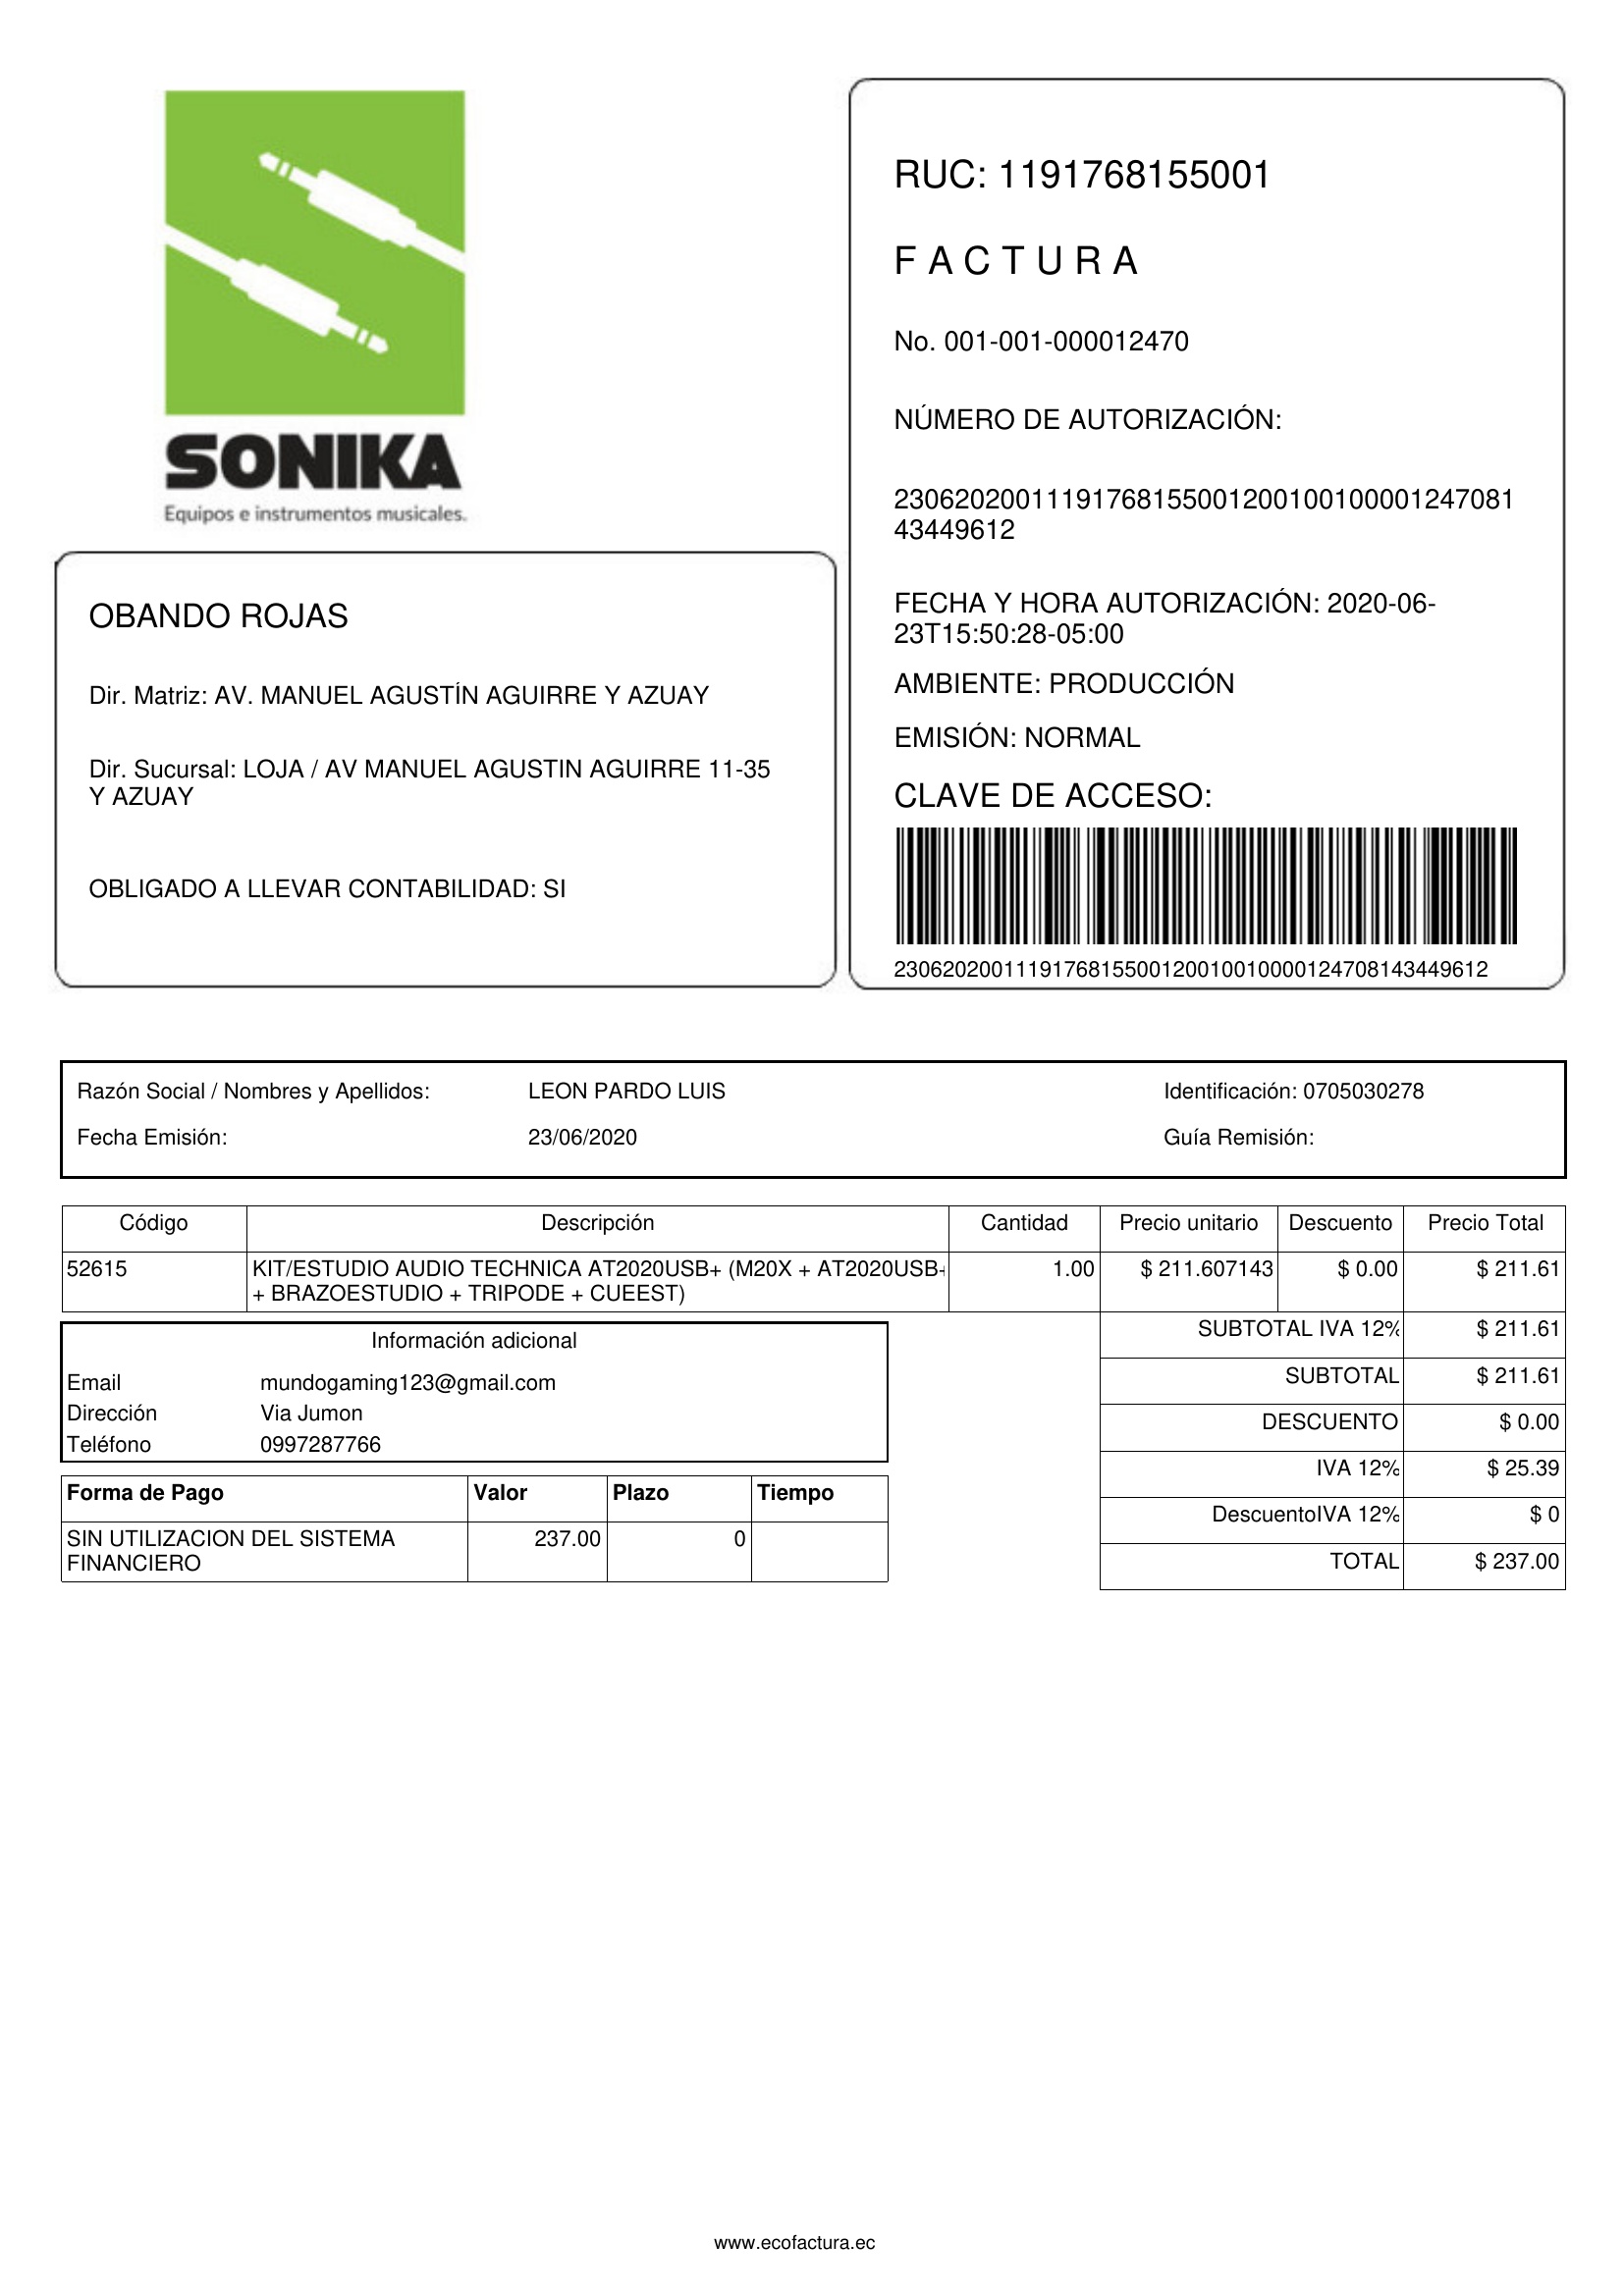 SONIKA
Equipos e instrumentos musicales.
OBANDO ROJAS
Dir. Matriz: AV. MANUEL AGUSTÍN AGUIRRE Y AZUAY
Dir. Sucursal: LOJA / AV MANUEL AGUSTIN AGUIRRE 11-35
Y AZUAY
OBLIGADO A LLEVAR CONTABILIDAD: SI
RUC: 1191768155001
F A C T U R A
No. 001-001-000012470
NÚMERO DE AUTORIZACIÓN:
23062020011191768155001200100100001247081
43449612
FECHA Y HORA AUTORIZACIÓN: 2020-06-
23T15:50:28-05:00
AMBIENTE: PRODUCCIÓN
EMISIÓN: NORMAL
CLAVE DE ACCESO:
2306202001119176815500120010010000124708143449612
Razón Social / Nombres y Apellidos: LEON PARDO LUIS Identificación: 0705030278
Fecha Emisión: 23/06/2020 Guía Remisión:
Código Descripción Cantidad Precio unitario Descuento Precio Total
52615 KIT/ESTUDIO AUDIO TECHNICA AT2020USB+ (M20X + AT2020USB+ 1.00 $ 211.607143 $ 0.00 $ 211.61
+ BRAZOESTUDIO + TRIPODE + CUEEST)
SUBTOTAL IVA 12% $ 211.61
SUBTOTAL $ 211.61
DESCUENTO $ 0.00
IVA 12% $ 25.39
DescuentoIVA 12% $ 0
TOTAL $ 237.00
Información adicional
Email mundogaming123@gmail.com
Dirección Via Jumon
Teléfono 0997287766
Forma de Pago Valor Plazo Tiempo
SIN UTILIZACION DEL SISTEMA 237.00 0
FINANCIERO
www.ecofactura.ec